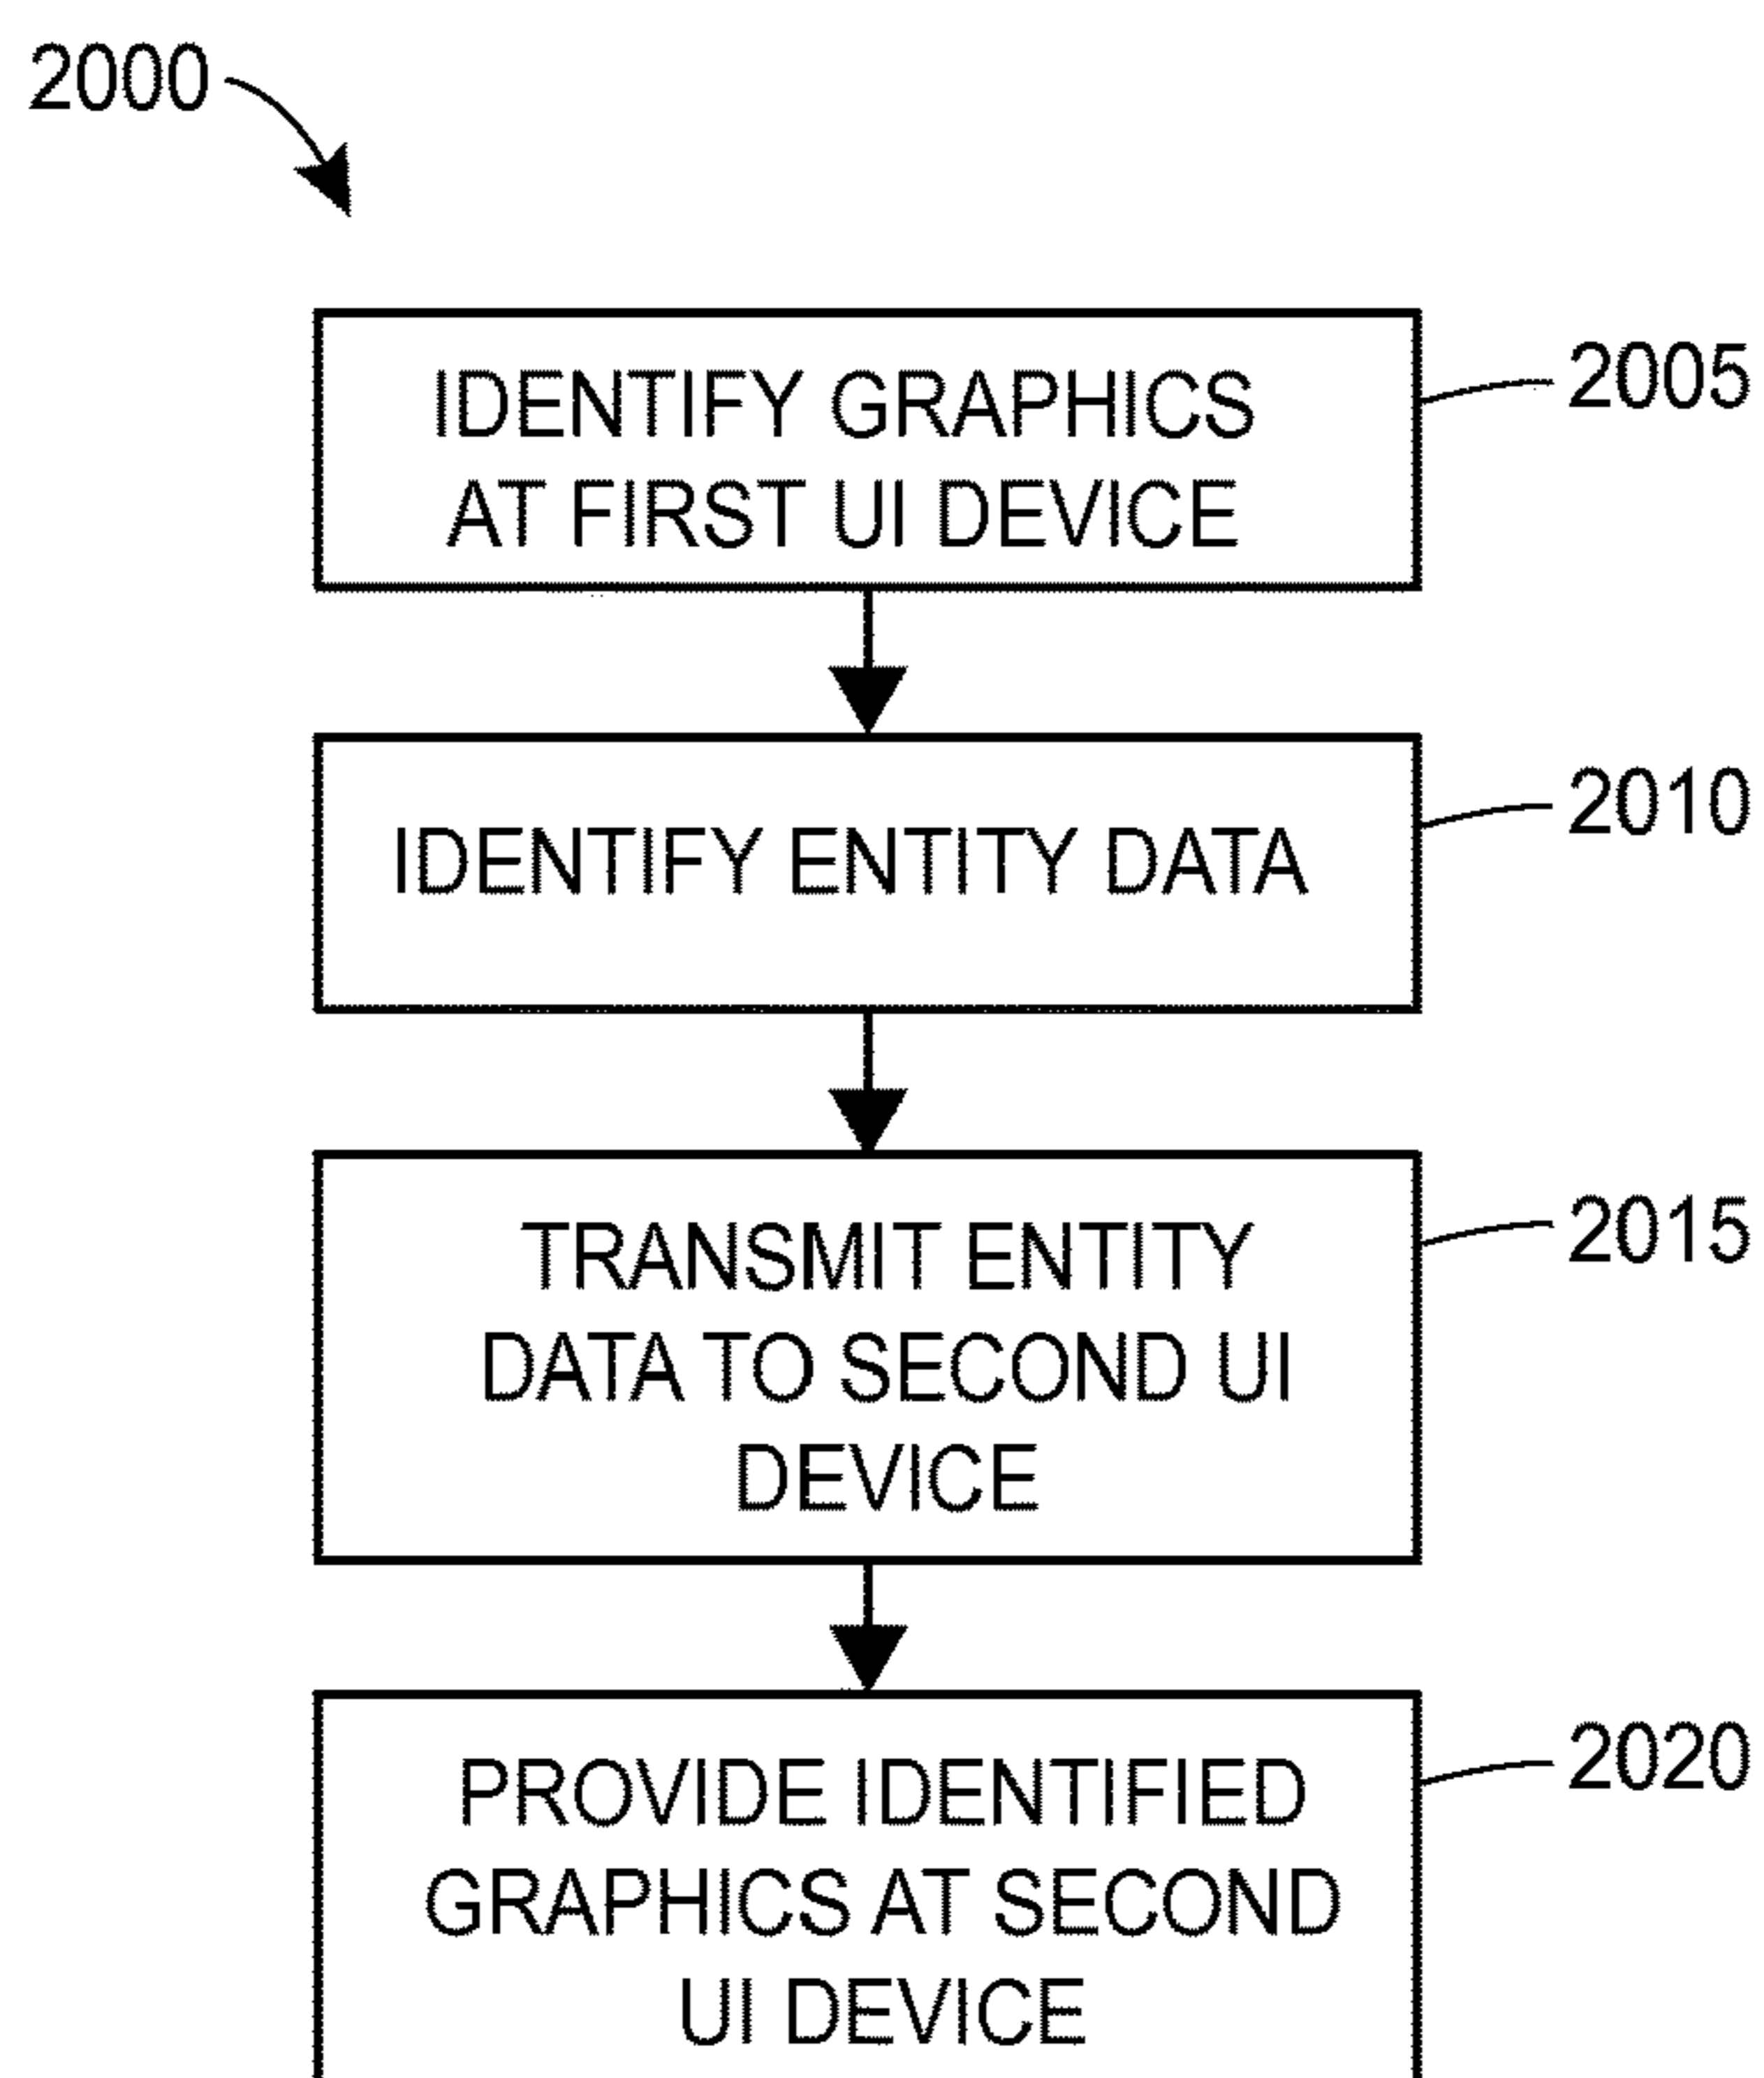 2000
IDENTIFY GRAPHICS
AT FIRST UI DEVICE
2005
IDENTIFY ENTITY DATA
2010
TRANSMIT ENTITY
DATA TO SECOND UI
DEVICE
2015
PROVIDE IDENTIFIED
GRAPHICS AT SECOND
UI DEVICE
2020